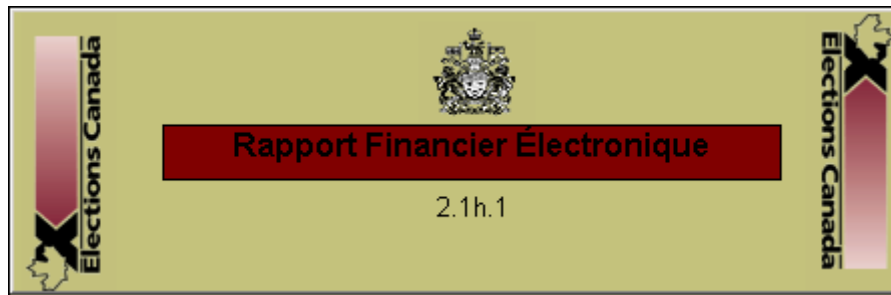 Elections Canada
Rapport Financier Électronique
2.1h.1
Elections Canada